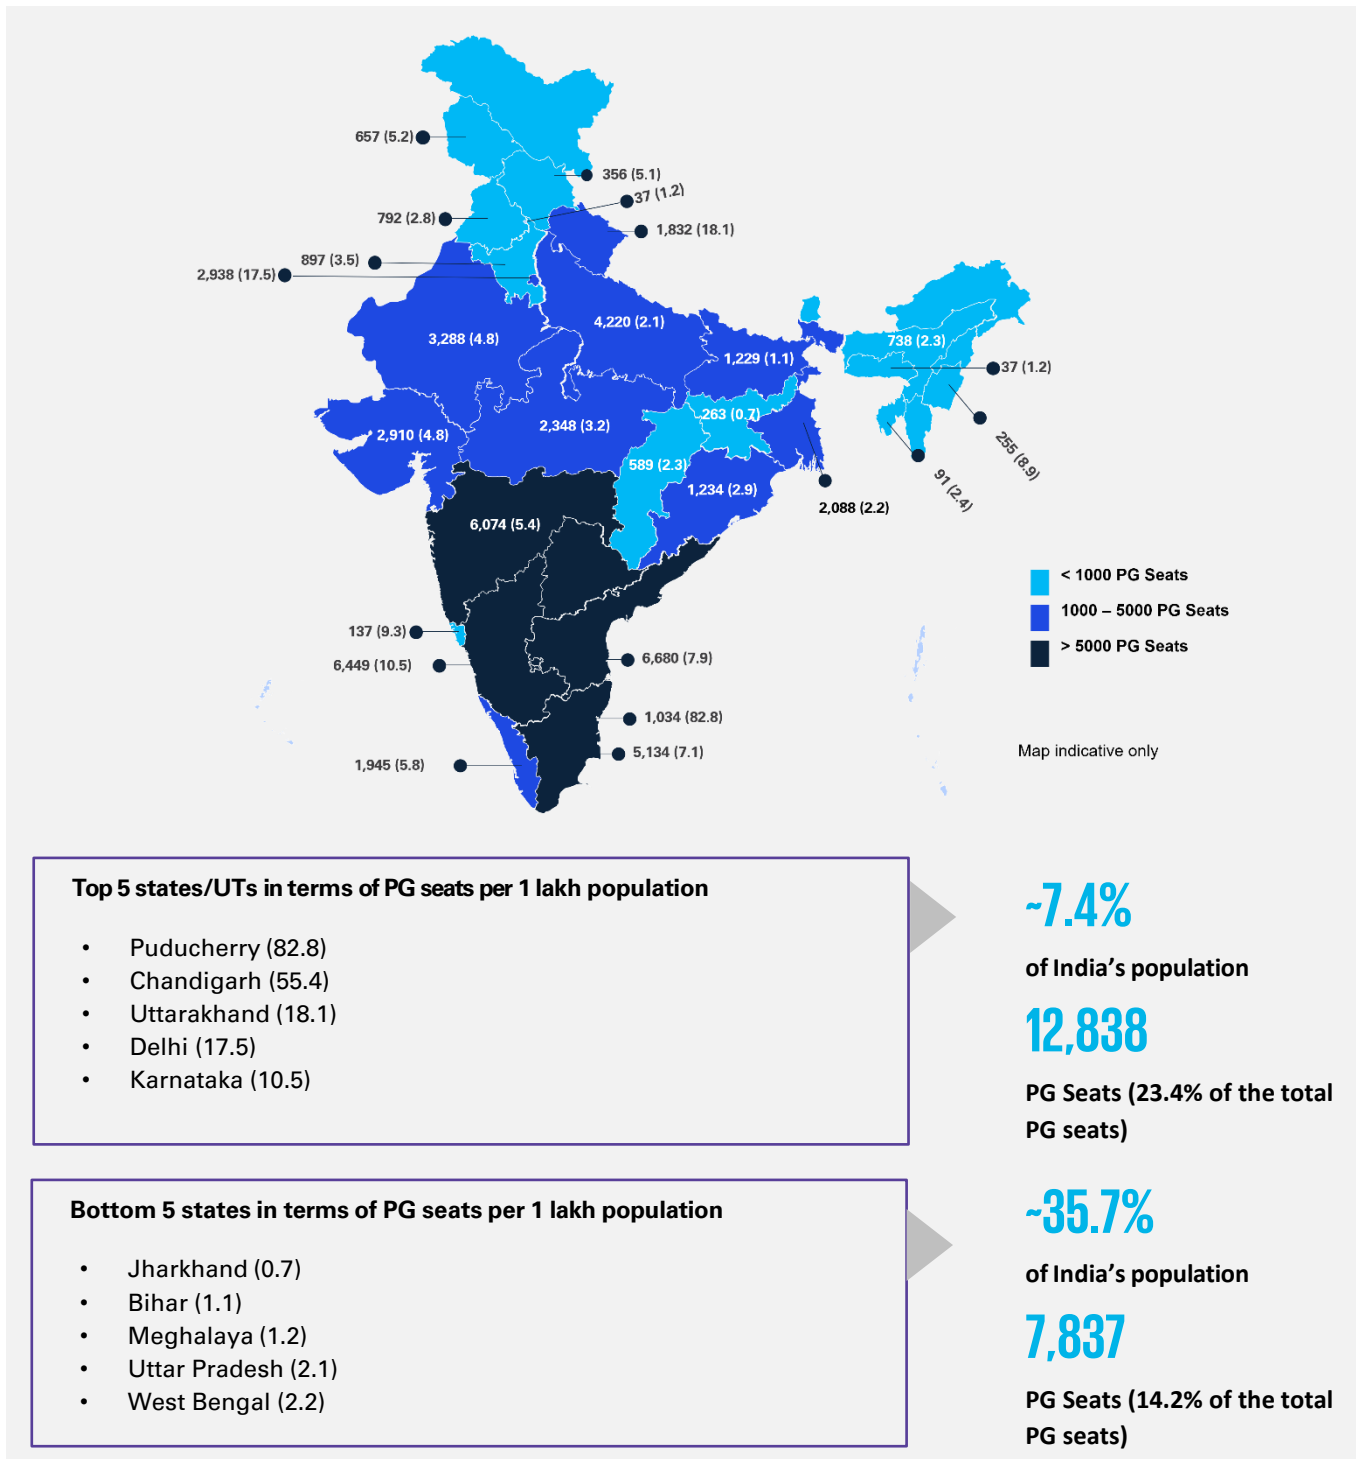 657 (5.2)
356 (5.1)
37 (1.2)
792 (2.8)
1,832 (18.1)
897 (3.5)
2,938 (17.5)
4,220 (2.1)
3,288 (4.8)
738 (2.3)
1,229 (1.1)
37 (1.2)
263 (0.7)
2,348 (3.2)
2,910 (4.8)
255 (8.9)
589 (2.3)
91 (2.4)
1,234 (2.9)
2,088 (2.2)
6,074 (5.4)
< 1000 PG Seats
1000 – 5000 PG Seats
> 5000 PG Seats
137 (9.3)
6,449 (10.5)
6,680 (7.9)
1,034 (82.8)
5,134 (7.1)
1,945 (5.8)
Map indicative only
Top 5 states/UTs in terms of PG seats per 1 lakh population
• Puducherry (82.8)
• Chandigarh (55.4)
• Uttarakhand (18.1)
• Delhi (17.5)
• Karnataka (10.5)
~7.4%
of India's population
12,838
PG Seats (23.4% of the total
PG seats)
Bottom 5 states in terms of PG seats per 1 lakh population
• Jharkhand (0.7)
• Bihar (1.1)
• Meghalaya (1.2)
• Uttar Pradesh (2.1)
• West Bengal (2.2)
~35.7%
of India's population
7,837
PG Seats (14.2% of the total
PG seats)